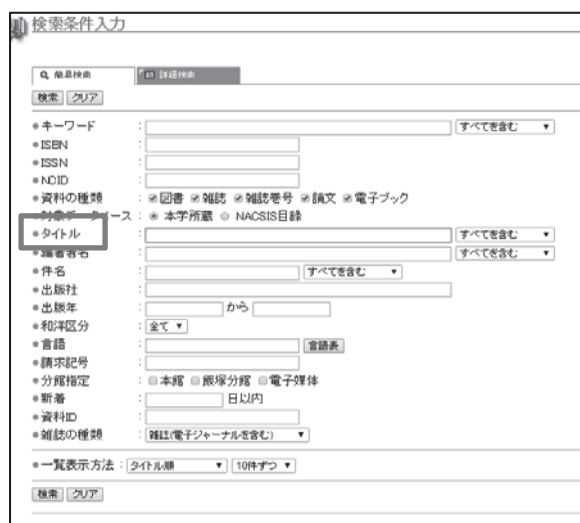 検索条件入力
簡易検索 詳細検索
検索 クリア
キーワード : すべてを含む
ISBN :
ISSN :
NCID :
資料の種類 : 図書 雑誌 雑誌巻号 論文 電子ブック
対象データベース : 本学所蔵 NACSIS目録
タイトル : すべてを含む
編著者名 : すべてを含む
件名 : すべてを含む
出版社 :
出版年 : から
和洋区分 : 全て
言語 : 言語表
請求記号 :
分館指定 : 本館 飯塚分館 電子媒体
新着 : 日以内
資料ID :
雑誌の種類 : 雑誌(電子ジャーナルを含む)
一覧表示方法 : タイトル順 10件ずつ
検索 クリア